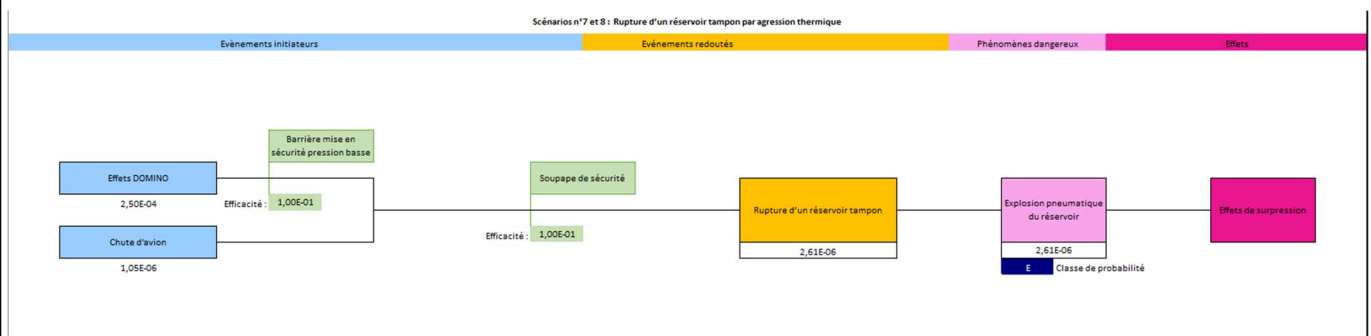 Scénarios n°7 et 8 : Rupture d'un réservoir tampon par agression thermique
Evènements initiateurs
Evénements redoutés
Phénomènes dangereux
Effets
Barrière mise en
sécurité pression basse
Effets DOMINO
2,50E-04
Efficacité :
1,00E-01
Chute d'avion
1,05E-06
Soupape de sécurité
Efficacité :
1,00E-01
Rupture d'un réservoir tampon
2,61E-06
Explosion pneumatique
du réservoir
2,61E-06
E
Classe de probabilité
Effets de surpression